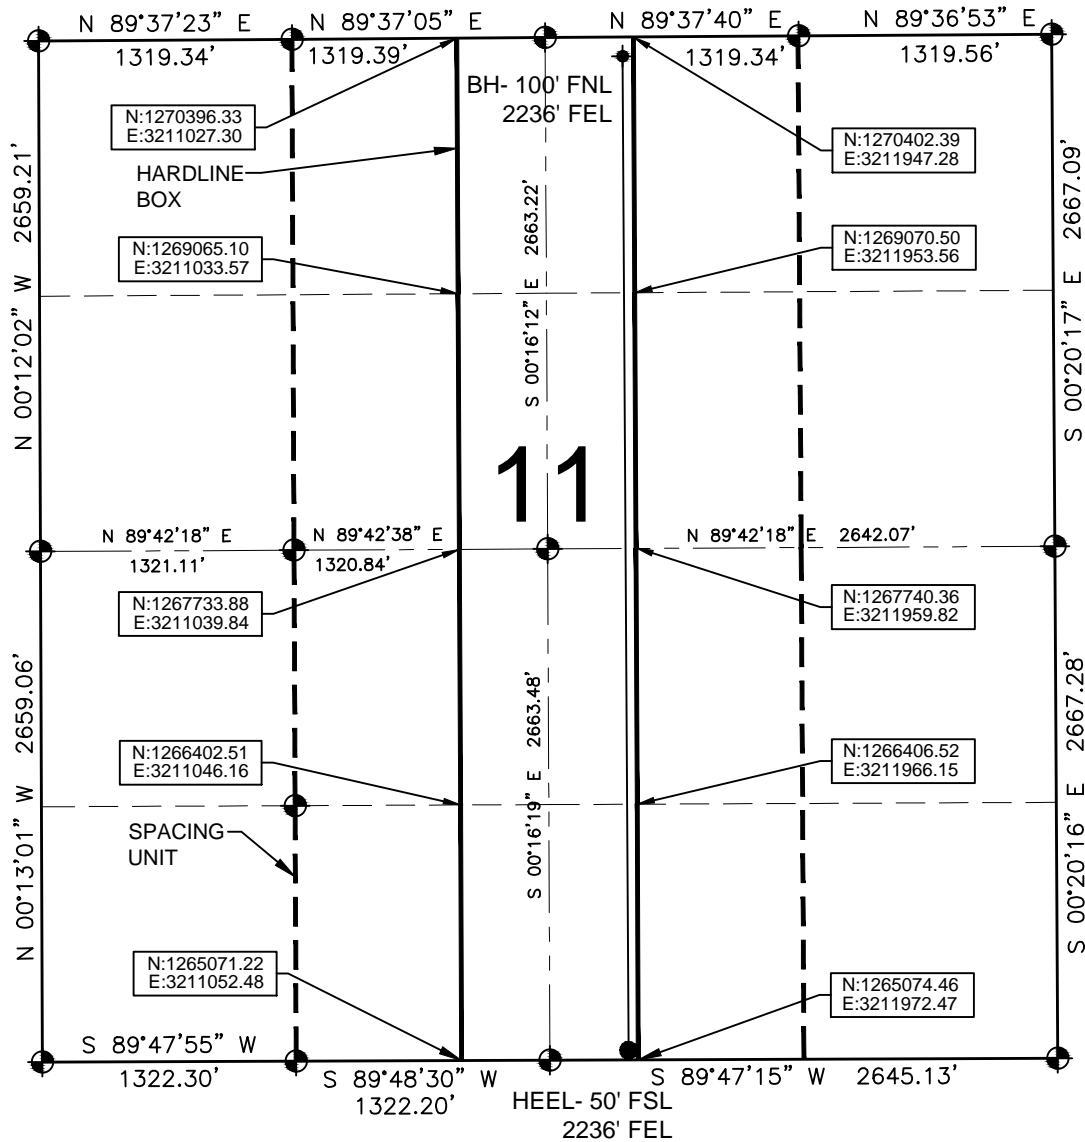 N 89°37'23" E
N 89°37'05" E
N 89°37'40" E
N 89°36'53" E
1319.34'
1319.39'
1319.34'
1319.56'
BH- 100' FNL
2236' FEL
N:1270396.33
E:3211027.30
N:1270402.39
E:3211947.28
HARDLINE
BOX
N 00°12'02" W 2659.21'
S 00°16'12" E 2663.22'
S 00°20'17" E 2667.09'
N:1269065.10
E:3211033.57
N:1269070.50
E:3211953.56
11
N 89°42'18" E
1321.11'
N 89°42'38" E
1320.84'
N 89°42'18" E 2642.07'
N:1267733.88
E:3211039.84
N:1267740.36
E:3211959.82
N 00°13'01" W 2659.06'
S 00°16'19" E 2663.48'
S 00°20'16" E 2667.28'
N:1266402.51
E:3211046.16
N:1266406.52
E:3211966.15
SPACING
UNIT
N:1265071.22
E:3211052.48
N:1265074.46
E:3211972.47
S 89°47'55" W
1322.30'
S 89°48'30" W
1322.20'
S 89°47'15" W 2645.13'
HEEL- 50' FSL
2236' FEL